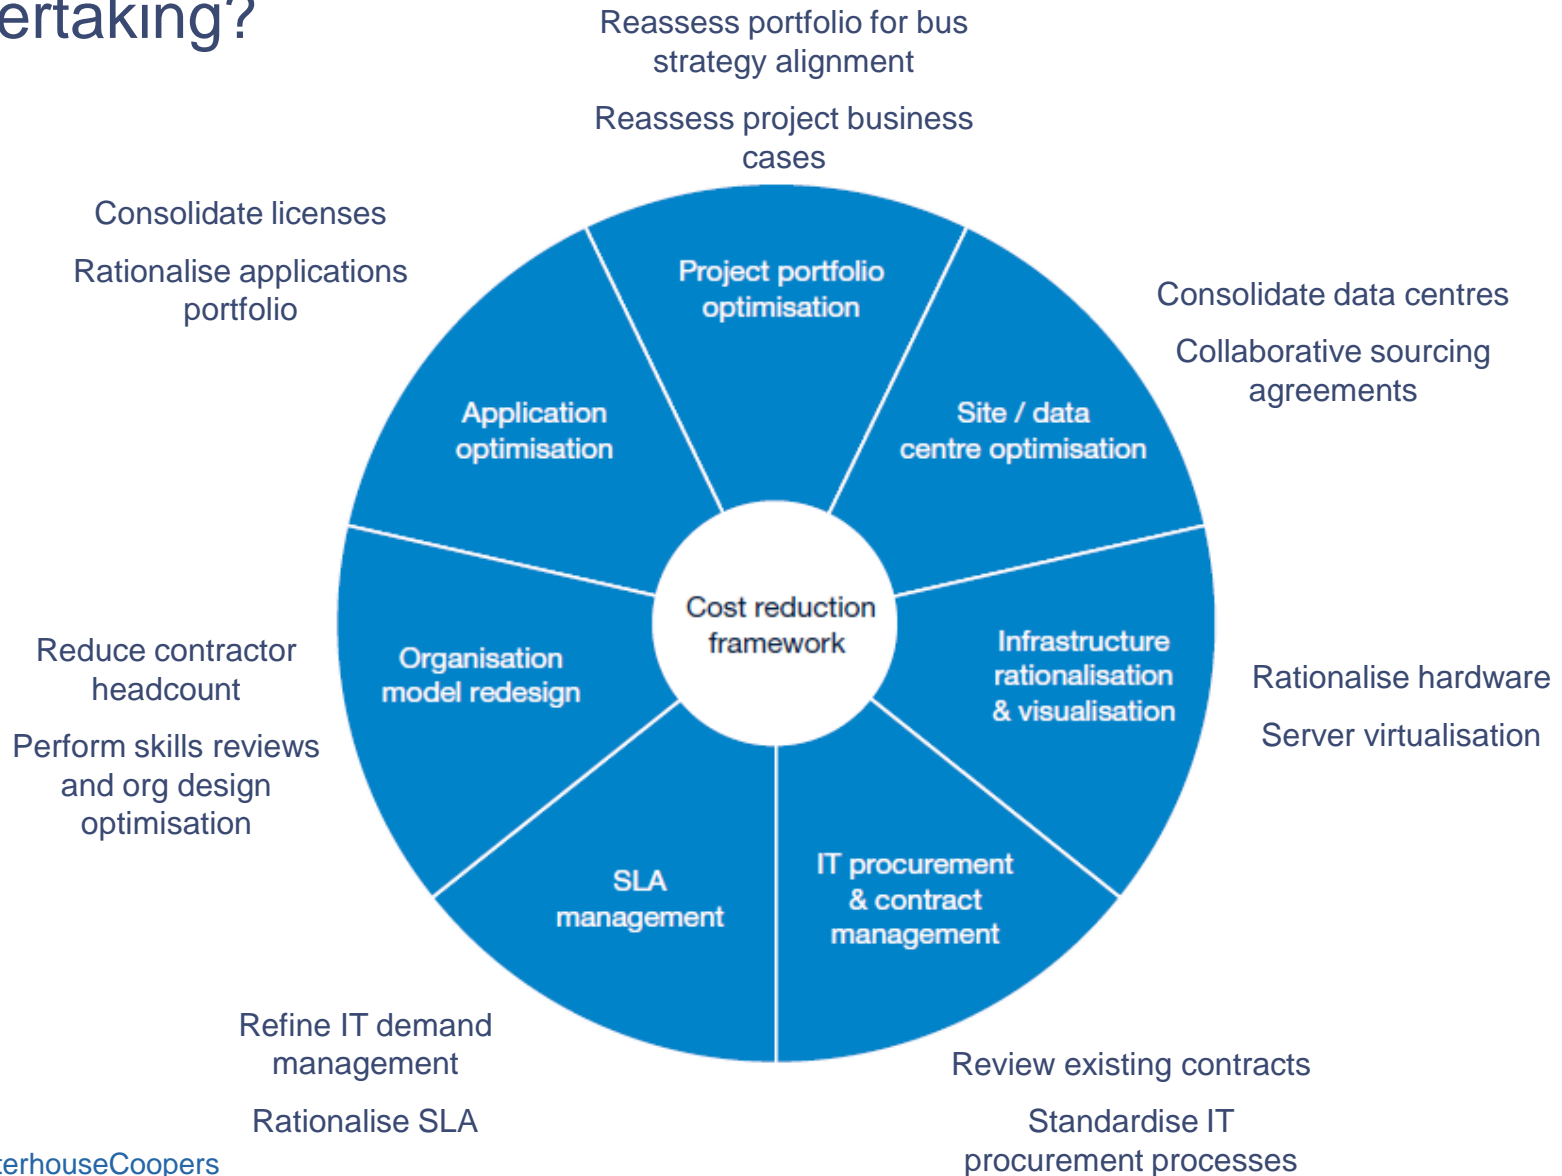 ertaking?
Reassess portfolio for bus
strategy alignment
Reassess project business
cases
Consolidate licenses
Rationalise applications
portfolio
Project portfolio
optimisation
Consolidate data centres
Collaborative sourcing
agreements
Application
optimisation
Site / data
centre optimisation
Cost reduction
framework
Reduce contractor
headcount
Perform skills reviews
and org design
optimisation
Organisation
model redesign
Infrastructure
rationalisation
& visualisation
Rationalise hardware
Server virtualisation
SLA
management
IT procurement
& contract
management
Refine IT demand
management
Rationalise SLA
Review existing contracts
Standardise IT
procurement processes
terhouseCoopers